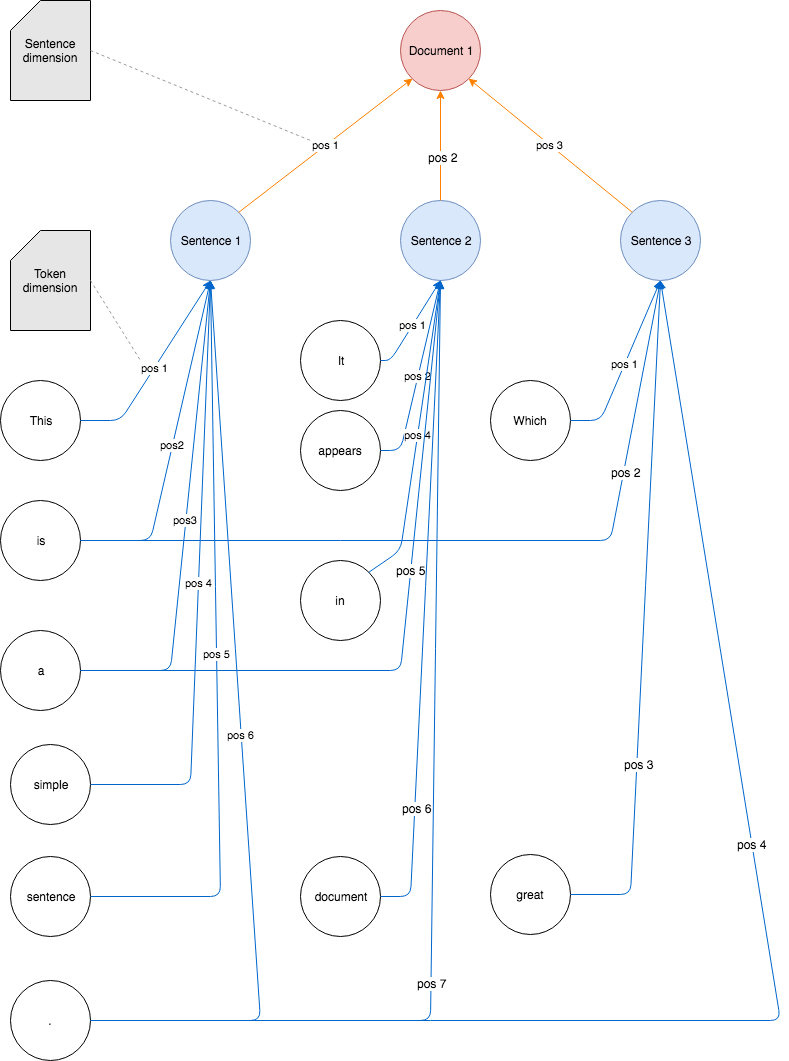 Sentence
dimension
Document 1
pos 1
pos 2
pos 3
Sentence 1
Sentence 2
Sentence 3
Token
dimension
pos 1
pos 1
pos 1
It
pos 2
This
Which
pos2
pos 4
appears
pos 2
pos3
is
pos 5
pos 4
in
pos 5
a
pos 6
pos 3
simple
pos 6
pos 4
sentence
document
great
pos 7
.